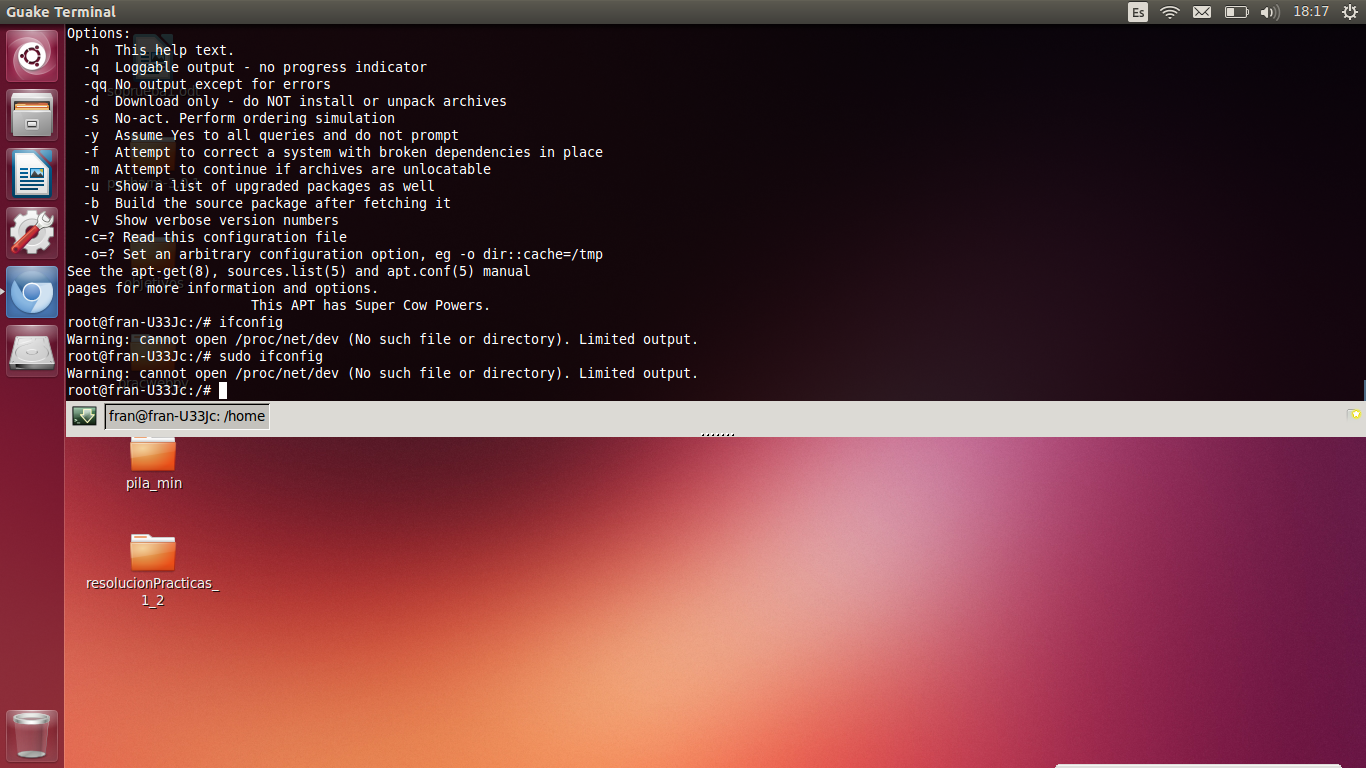 Guake Terminal
Es
18:17
Options:
  -h  This help text.
  -q  Loggable output - no progress indicator
  -qq No output except for errors
  -d  Download only - do NOT install or unpack archives
  -s  No-act. Perform ordering simulation
  -y  Assume Yes to all queries and do not prompt
  -f  Attempt to correct a system with broken dependencies in place
  -m  Attempt to continue if archives are unlocatable
  -u  Show a list of upgraded packages as well
  -b  Build the source package after fetching it
  -V  Show verbose version numbers
  -c=? Read this configuration file
  -o=? Set an arbitrary configuration option, eg -o dir::cache=/tmp
See the apt-get(8), sources.list(5) and apt.conf(5) manual
pages for more information and options.
                       This APT has Super Cow Powers.
root@fran-U33Jc:/# ifconfig
Warning: cannot open /proc/net/dev (No such file or directory). Limited output.
root@fran-U33Jc:/# sudo ifconfig
Warning: cannot open /proc/net/dev (No such file or directory). Limited output.
root@fran-U33Jc:/#
fran@fran-U33Jc: /home
pila_min
resolucionPracticas_
1_2